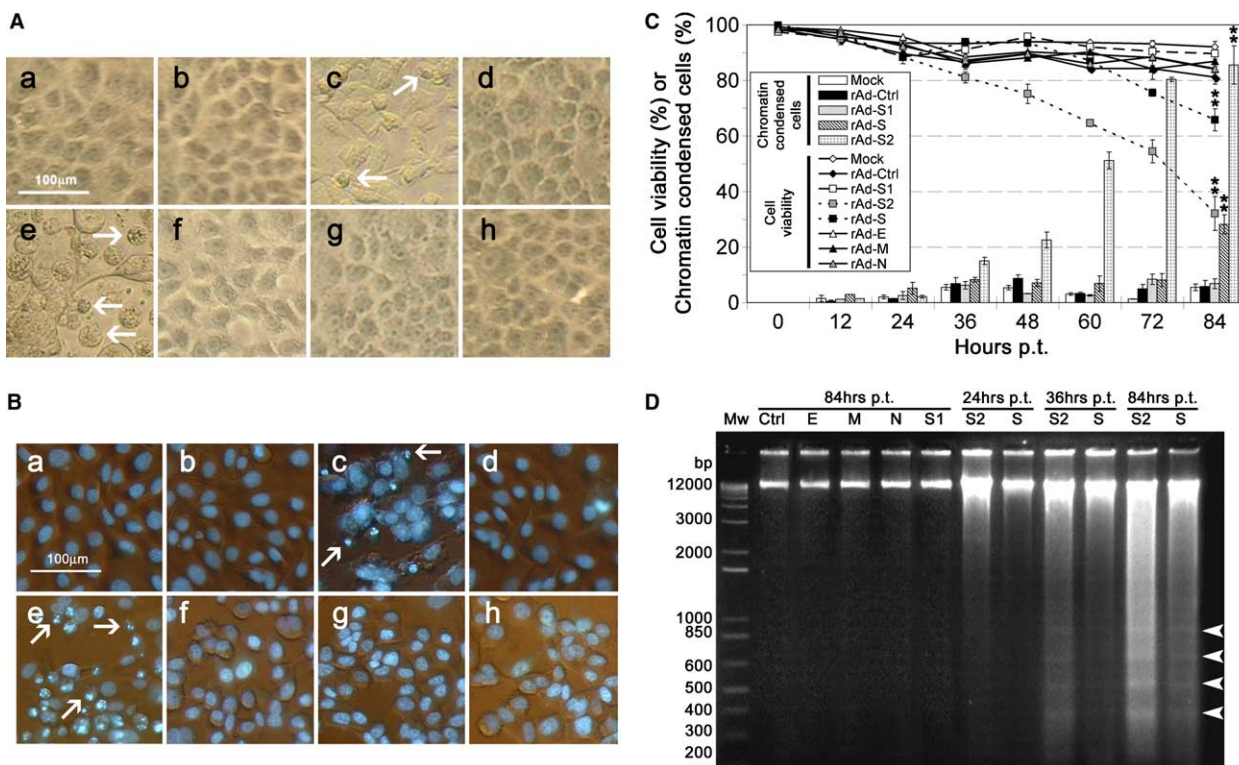 A
a
b
c
d
100μm
e
f
g
h
B
a
b
c
d
100μm
e
f
g
h
C
Cell viability (%) or
Chromatin condensed cells (%)
100
80
60
40
20
0
Chromatin
condensed
cells
Mock
rAd-Ctrl
rAd-S1
rAd-S
rAd-S2
Cell
viability
Mock
rAd-Ctrl
rAd-S1
rAd-S2
rAd-S
rAd-E
rAd-M
rAd-N
**
**
**
**
0 12 24 36 48 60 72 84
Hours p.t.
D
84hrs p.t. 24hrs p.t. 36hrs p.t. 84hrs p.t.
Mw Ctrl E M N S1 S2 S S2 S S2 S
bp
12000
3000
2000
1000
850
600
500
400
300
200